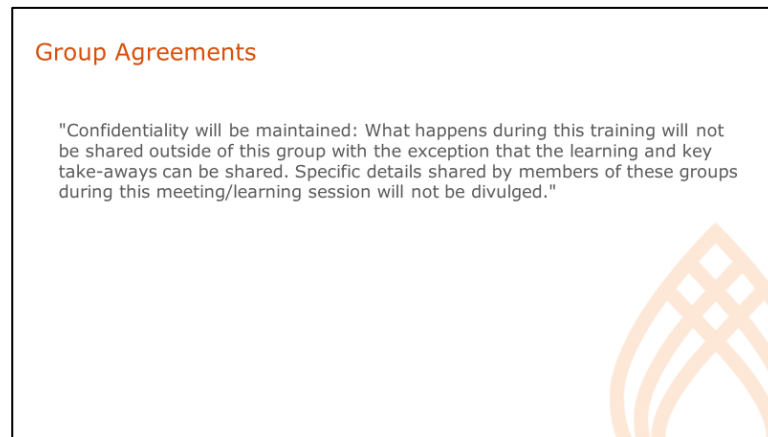 Group Agreements
"Confidentiality will be maintained: What happens during this training will not
be shared outside of this group with the exception that the learning and key
take-aways can be shared. Specific details shared by members of these groups
during this meeting/learning session will not be divulged."